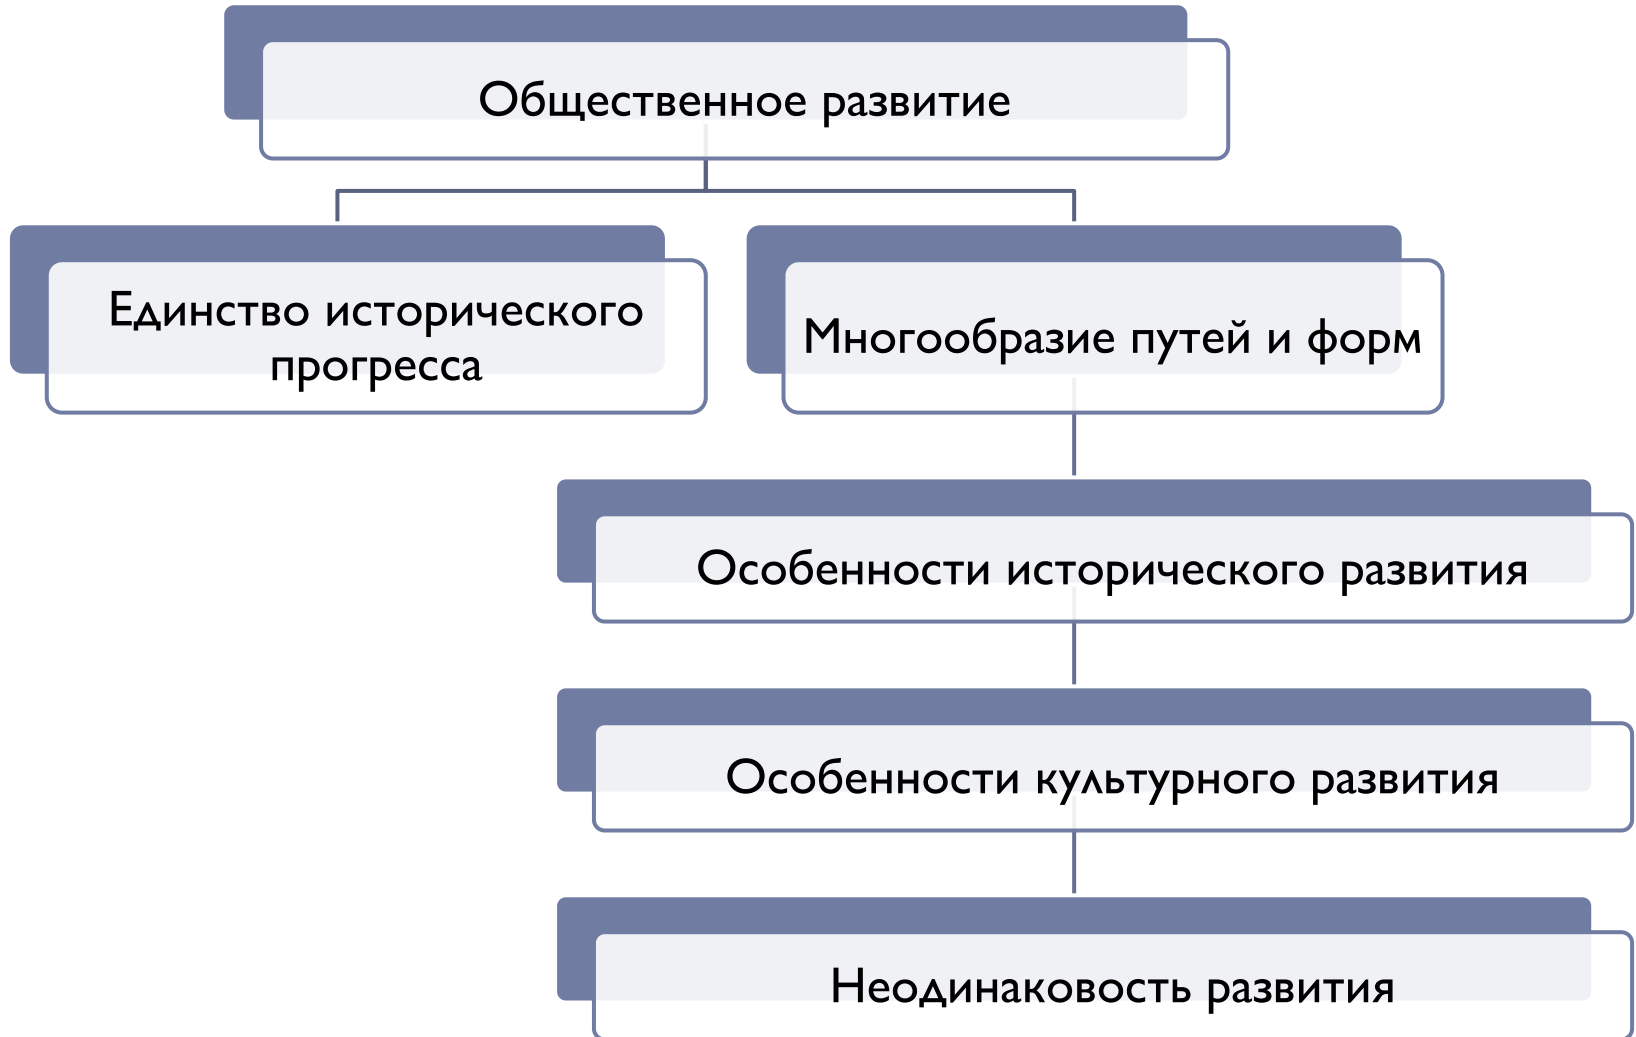 Общественное развитие
Единство исторического
прогресса
Многообразие путей и форм
Особенности исторического развития
Особенности культурного развития
Неодинаковость развития